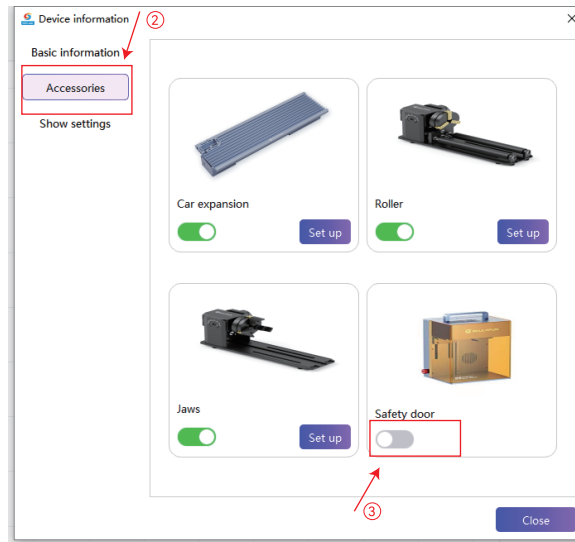 Device information
②
Basic information
Accessories
Show settings
Car expansion
Set up
Roller
Set up
Jaws
Set up
Safety door
③
Close